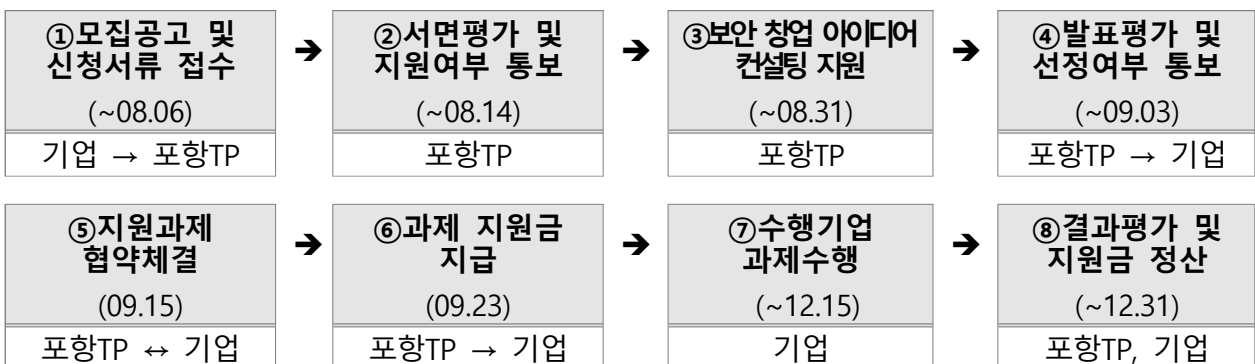 ①모집공고 및
신청서류 접수
(~08.06)
기업 → 포항TP
➔
②서면평가 및
지원여부 통보
(~08.14)
포항TP
➔
③보안 창업 아이디어
컨설팅 지원
(~08.31)
포항TP
➔
④발표평가 및
선정여부 통보
(~09.03)
포항TP → 기업
⑤지원과제
협약체결
(09.15)
포항TP ↔ 기업
➔
⑥과제 지원금
지급
(09.23)
포항TP → 기업
➔
⑦수행기업
과제수행
(~12.15)
기업
➔
⑧결과평가 및
지원금 정산
(~12.31)
포항TP, 기업